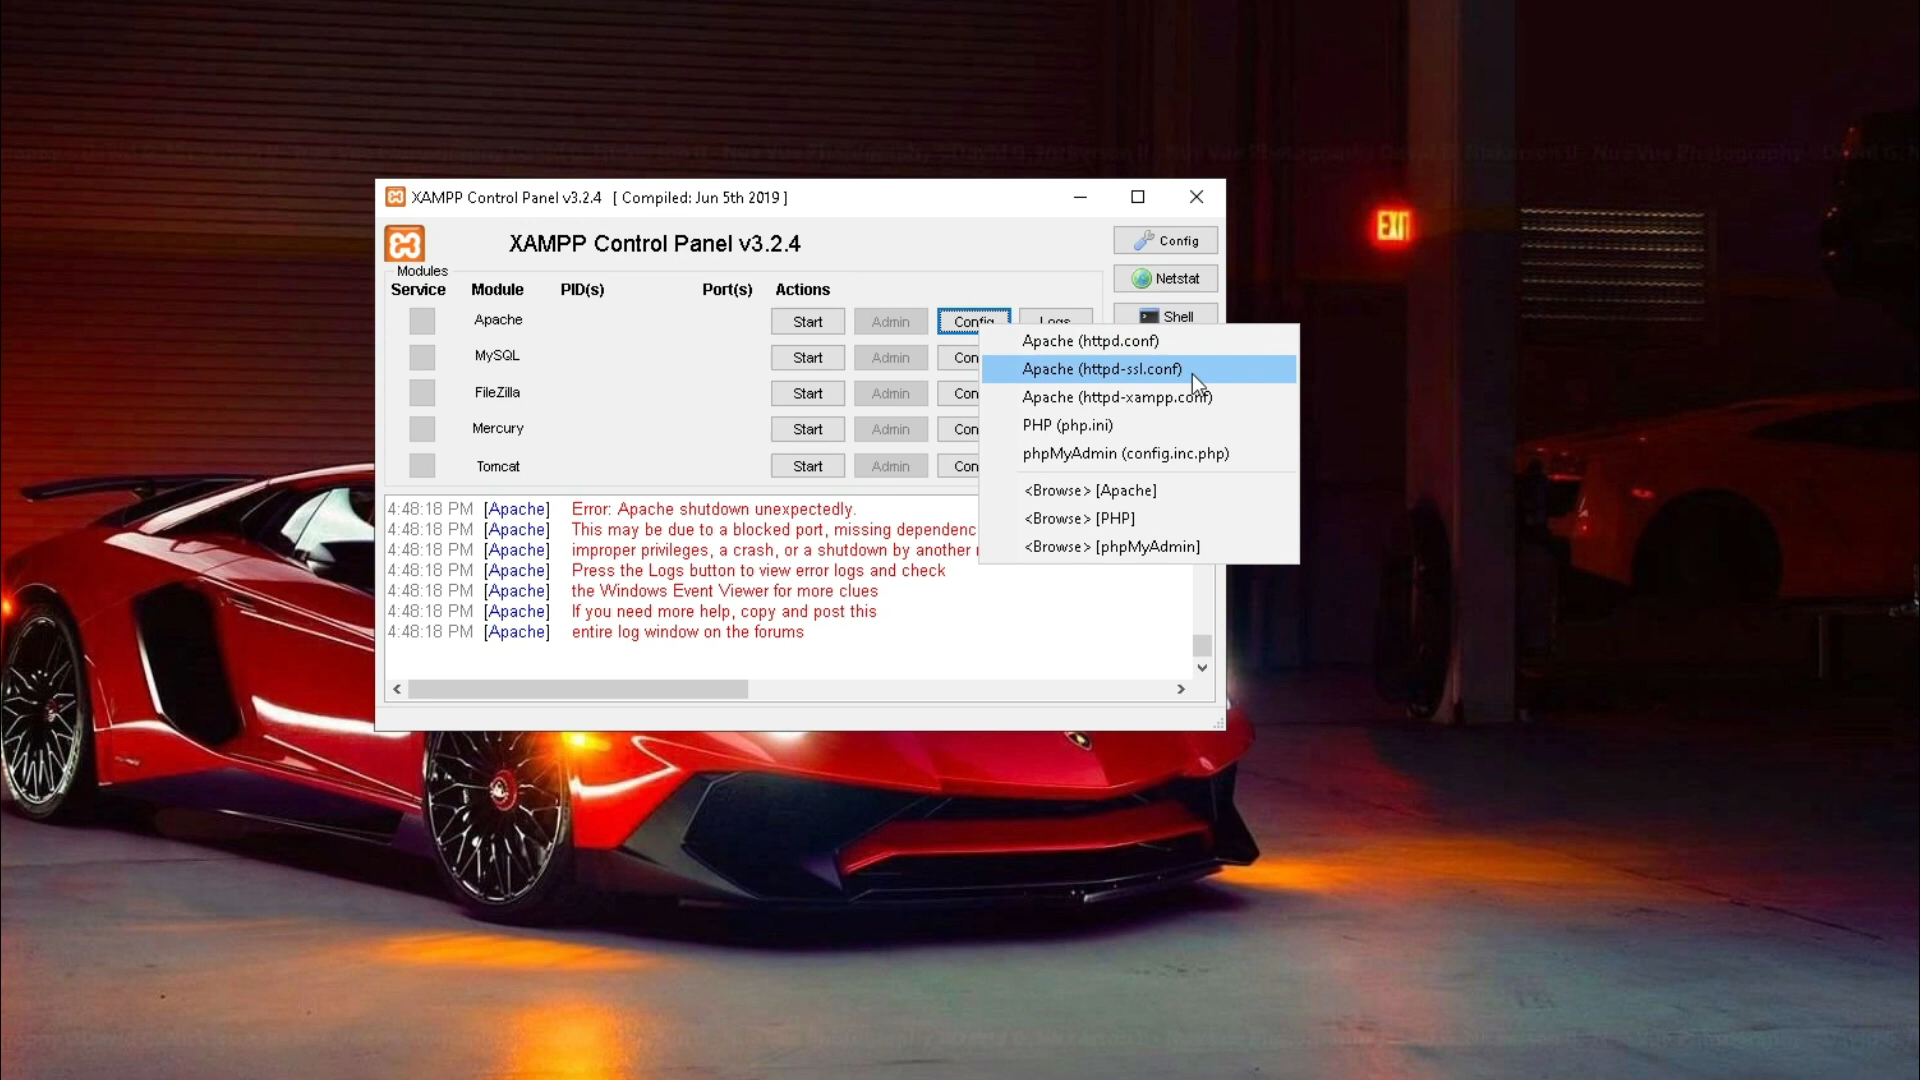 XAMPP Control Panel v3.2.4 [ Compiled: Jun 5th 2019 ]
XAMPP Control Panel v3.2.4
Config
Modules
Netstat
Service Module PID(s) Port(s) Actions
Shell
Apache Start Admin Config Logs
MySQL Start Admin Con
FileZilla Start Admin Con
Mercury Start Admin Con
Tomcat Start Admin Con
Apache (httpd.conf)
Apache (httpd-ssl.conf)
Apache (httpd-xampp.conf)
PHP (php.ini)
phpMyAdmin (config.inc.php)
<Browse> [Apache]
<Browse> [PHP]
<Browse> [phpMyAdmin]
4:48:18 PM [Apache] Error: Apache shutdown unexpectedly.
4:48:18 PM [Apache] This may be due to a blocked port, missing dependenc
4:48:18 PM [Apache] improper privileges, a crash, or a shutdown by another
4:48:18 PM [Apache] Press the Logs button to view error logs and check
4:48:18 PM [Apache] the Windows Event Viewer for more clues
4:48:18 PM [Apache] If you need more help, copy and post this
4:48:18 PM [Apache] entire log window on the forums
EXIT